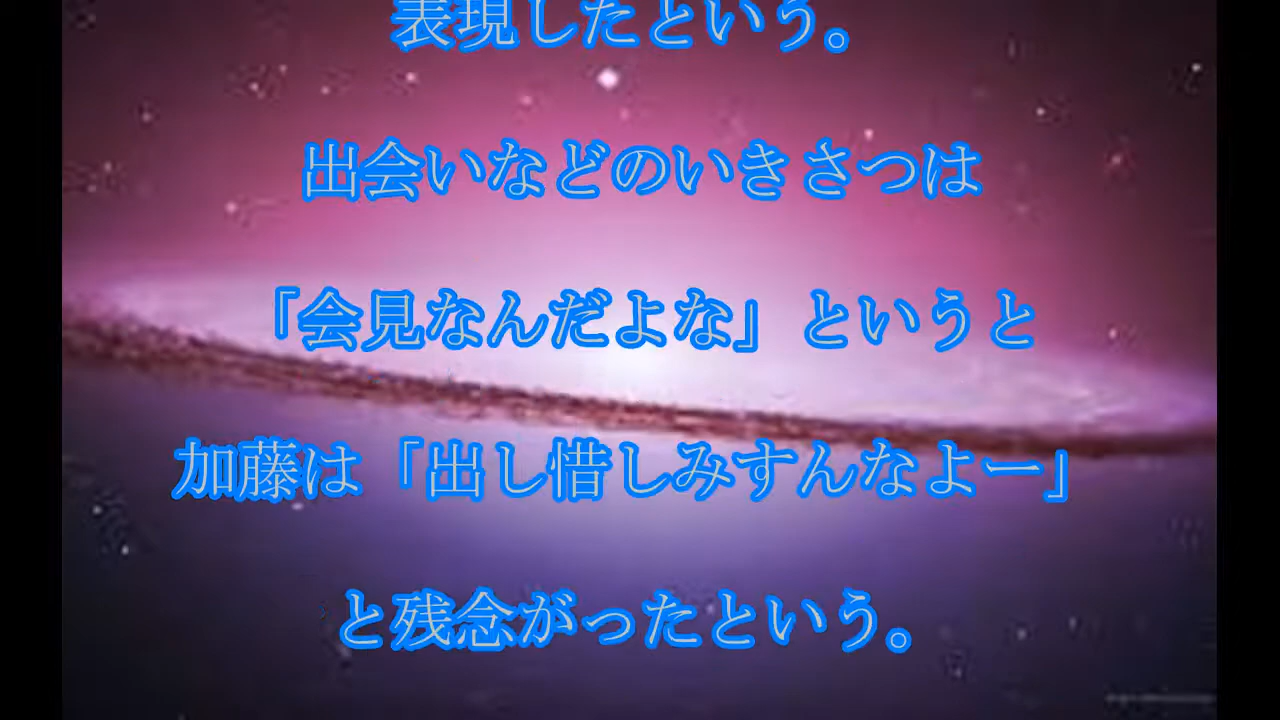 表現したという。
出会いなどのいきさつは
「会見なんだよな」というと
加藤は「出し惜しみすんなよー」
と残念がったという。